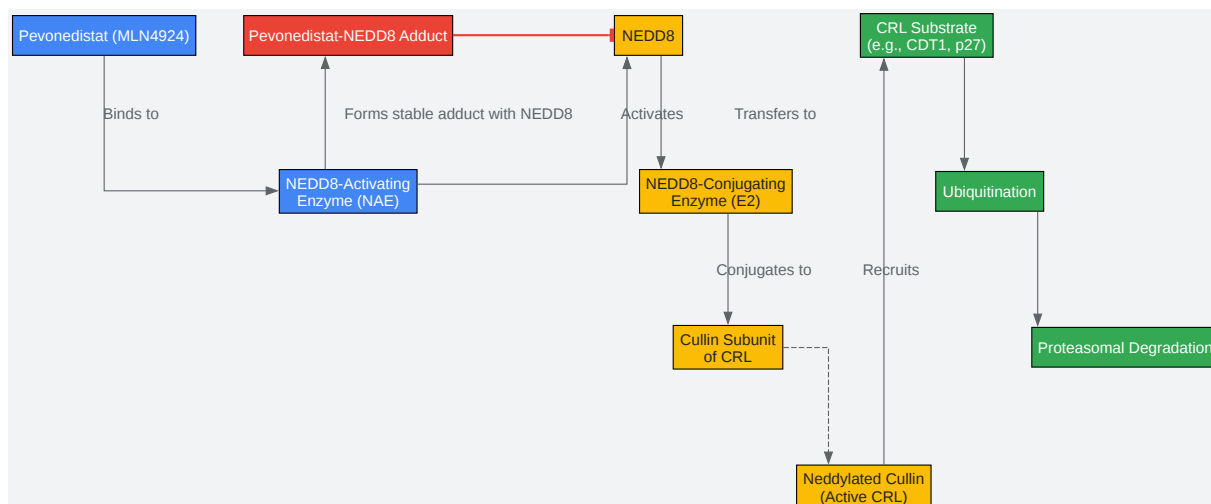 Pevonedistat (MLN4924)
Pevonedistat-NEDD8 Adduct
NEDD8
CRL Substrate
(e.g., CDT1, p27)
Binds to
Forms stable adduct with NEDD8
Activates
Transfers to
NEDD8-Activating
Enzyme (NAE)
NEDD8-Conjugating
Enzyme (E2)
Ubiquitination
Conjugates to
Recruits
Cullin Subunit
of CRL
Proteasomal Degradation
Neddylated Cullin
(Active CRL)